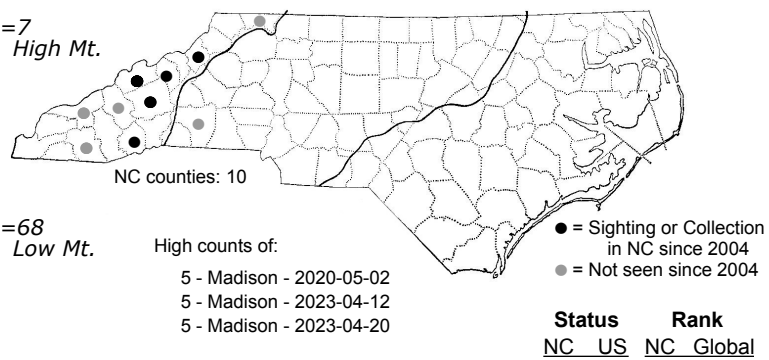 =7
High Mt.
NC counties: 10
=68
Low Mt.
High counts of:
5 - Madison - 2020-05-02
5 - Madison - 2023-04-12
5 - Madison - 2023-04-20
● = Sighting or Collection
in NC since 2004
● = Not seen since 2004
Status Rank
NC US NC Global